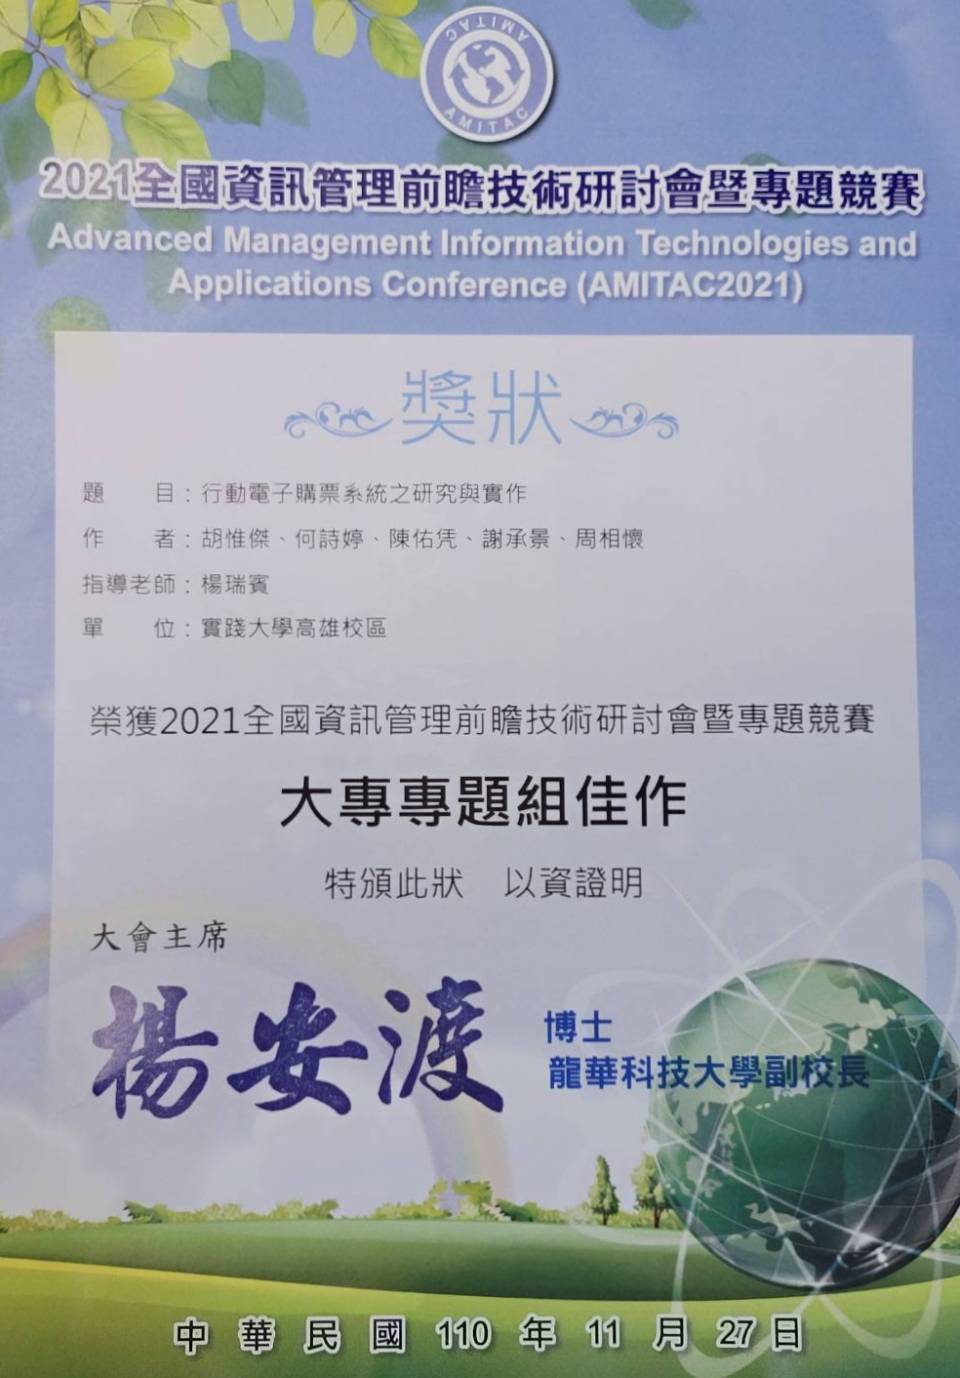 AMITAC
AMITAC
2021全國資訊管理前瞻技術研討會暨專題競賽
Advanced Management Information Technologies and
Applications Conference (AMITAC2021)
獎狀
題　　目：行動電子購票系統之研究與實作
作　　者：胡惟傑、何詩婷、陳佑凭、謝承景、周相懷
指導老師：楊瑞賓
單　　位：實踐大學高雄校區
榮獲2021全國資訊管理前瞻技術研討會暨專題競賽
大專專題組佳作
特頒此狀　以資證明
大會主席
楊安渡
博士
龍華科技大學副校長
中華民國110年11月27日